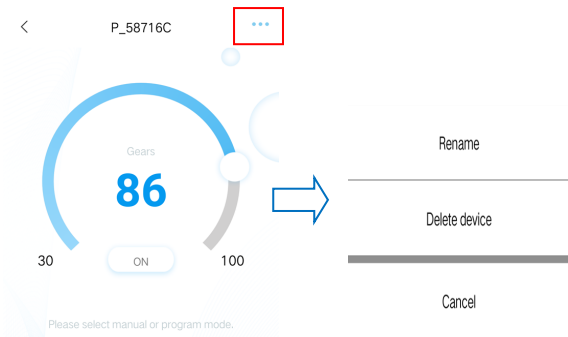 P_58716C
Gears
86
30
ON
100
Please select manual or program mode.
Rename
Delete device
Cancel